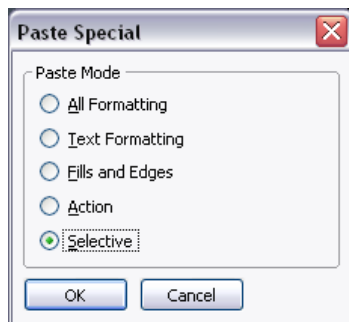 Paste Special
Paste Mode
All Formatting
Text Formatting
Fills and Edges
Action
Selective
OK Cancel